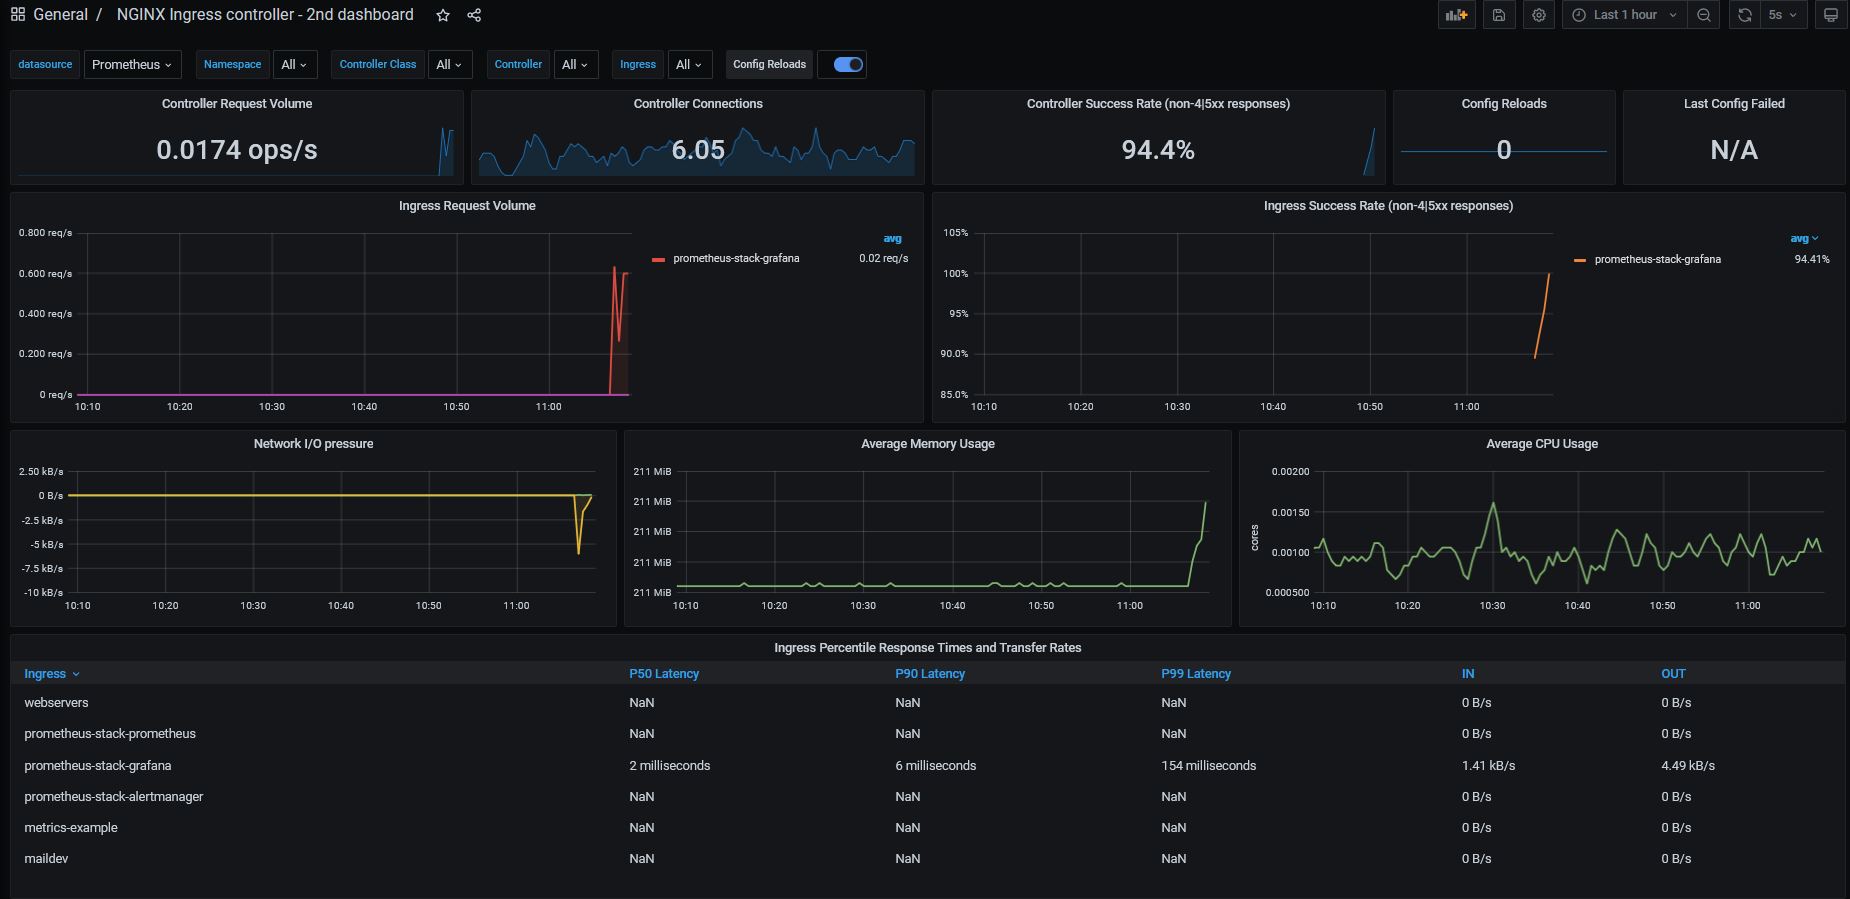 General / NGINX Ingress controller - 2nd dashboard Last 1 hour 5s
datasource Prometheus Namespace All Controller Class All Controller All Ingress All Config Reloads
Controller Request Volume
0.0174 ops/s
Controller Connections
6.05
Controller Success Rate (non-4|5xx responses)
94.4%
Config Reloads
0
Last Config Failed
N/A
Ingress Request Volume
0.800 req/s
0.600 req/s
0.400 req/s
0.200 req/s
0 req/s
10:10 10:20 10:30 10:40 10:50 11:00
avg
prometheus-stack-grafana 0.02 req/s
Ingress Success Rate (non-4|5xx responses)
105%
100%
95%
90.0%
85.0%
10:10 10:20 10:30 10:40 10:50 11:00
avg
prometheus-stack-grafana 94.41%
Network I/O pressure
2.50 kB/s
0 B/s
-2.5 kB/s
-5 kB/s
-7.5 kB/s
-10 kB/s
10:10 10:20 10:30 10:40 10:50 11:00
Average Memory Usage
211 MiB
211 MiB
211 MiB
211 MiB
211 MiB
10:10 10:20 10:30 10:40 10:50 11:00
Average CPU Usage
cores
0.00200
0.00150
0.00100
0.000500
10:10 10:20 10:30 10:40 10:50 11:00
Ingress Percentile Response Times and Transfer Rates
Ingress P50 Latency P90 Latency P99 Latency IN OUT
webservers NaN NaN NaN 0 B/s 0 B/s
prometheus-stack-prometheus NaN NaN NaN 0 B/s 0 B/s
prometheus-stack-grafana 2 milliseconds 6 milliseconds 154 milliseconds 1.41 kB/s 4.49 kB/s
prometheus-stack-alertmanager NaN NaN NaN 0 B/s 0 B/s
metrics-example NaN NaN NaN 0 B/s 0 B/s
maildev NaN NaN NaN 0 B/s 0 B/s